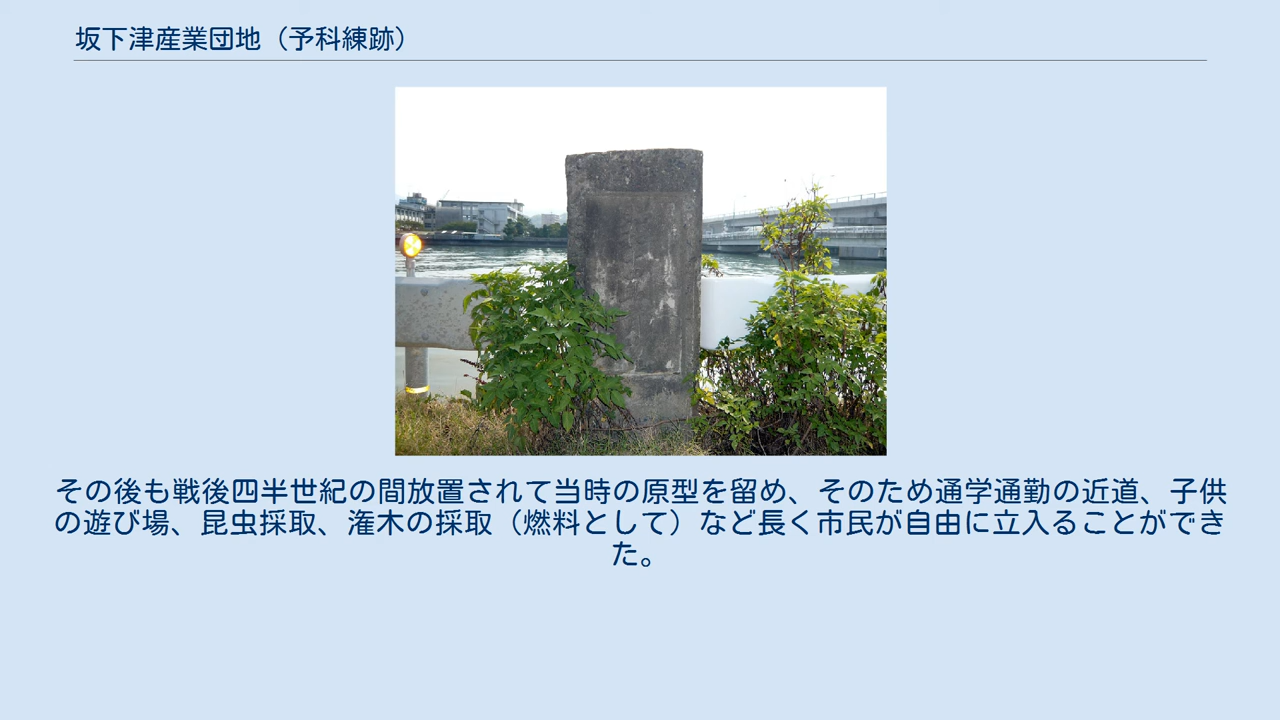 坂下津産業団地（予科練跡）
その後も戦後四半世紀の間放置されて当時の原型を留め、そのため通学通勤の近道、子供
の遊び場、昆虫採取、潅木の採取（燃料として）など長く市民が自由に立入ることができ
た。